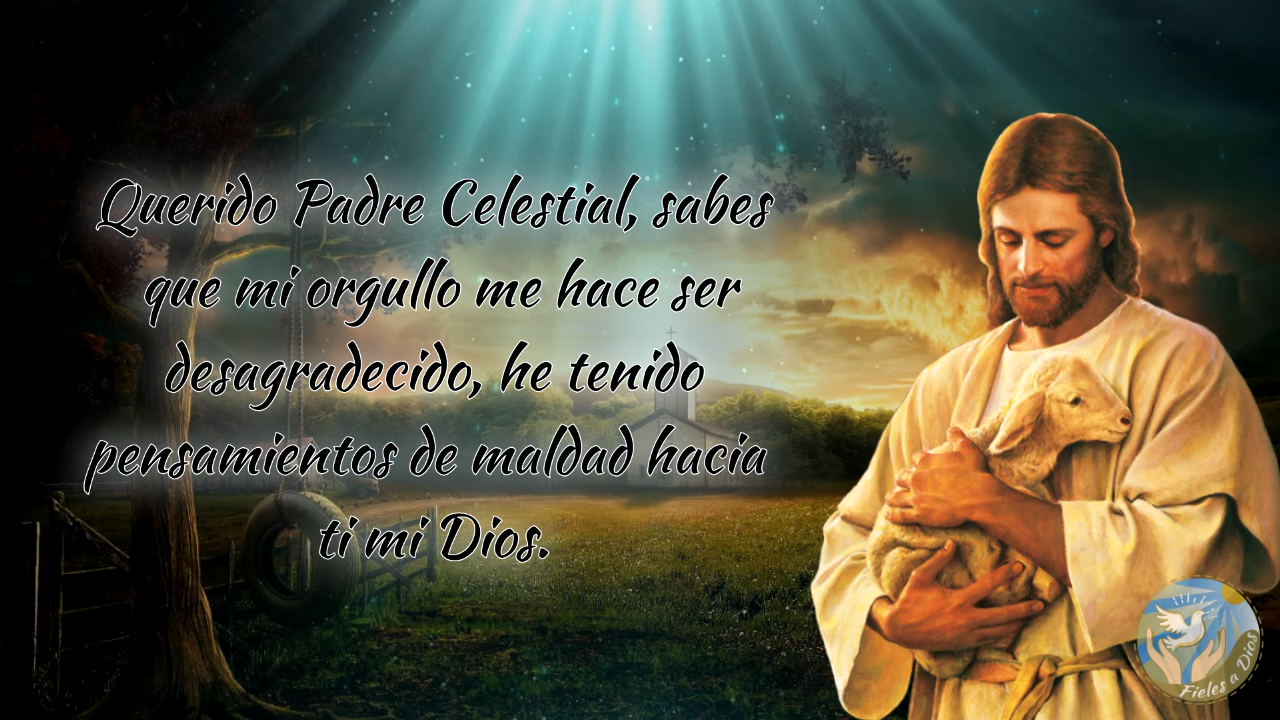 Querido Padre Celestial, sabes
que mi orgullo me hace ser
desagradecido, he tenido
pensamientos de maldad hacia
ti mi Dios.
Fieles a Dios